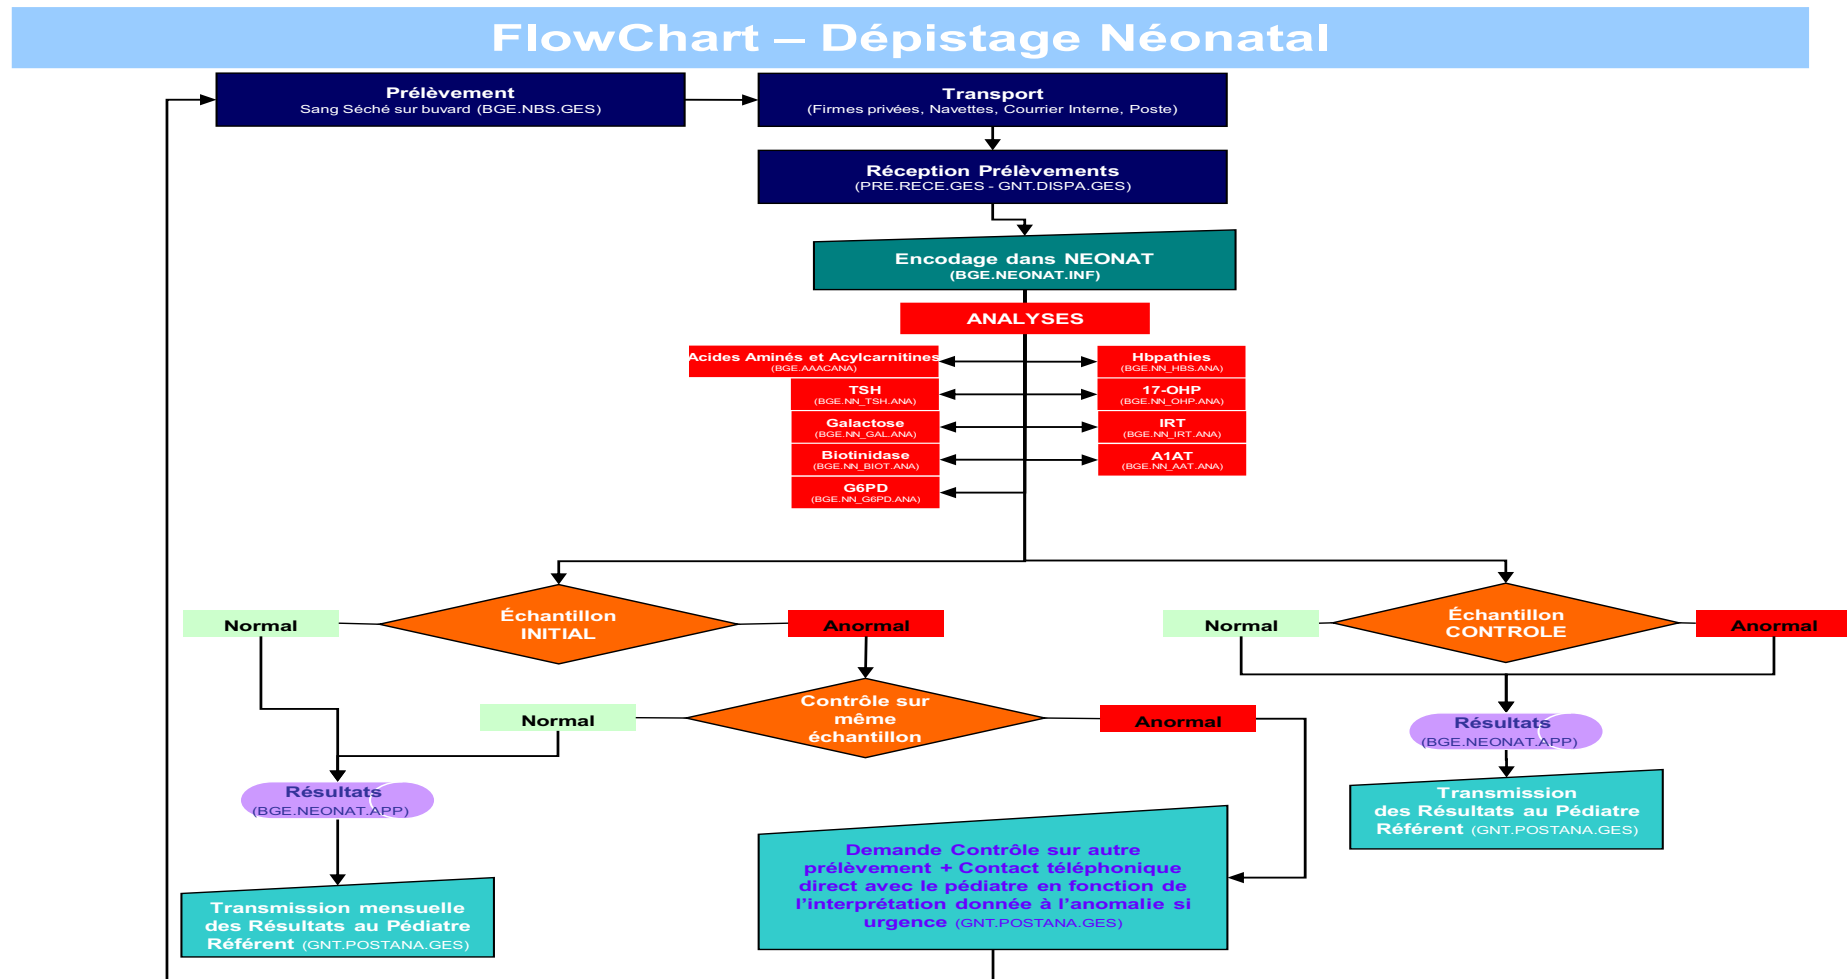 FlowChart – Dépistage Néonatal
Prélèvement
Sang Séché sur buvard (BGE.NBS.GES)
Transport
(Firmes privées, Navettes, Courrier Interne, Poste)
Réception Prélèvements
(PRE.RECE.GES - GNT.DISPA.GES)
Encodage dans NEONAT
(BGE.NEONAT.INF)
ANALYSES
Acides Aminés et Acylcarnitines
(BGE.AAACANA)
Hbpathies
(BGE.NN_HBS.ANA)
TSH
(BGE.NN_TSH.ANA)
17-OHP
(BGE.NN_OHP.ANA)
Galactose
(BGE.NN_GAL.ANA)
IRT
(BGE.NN_IRT.ANA)
Biotinidase
(BGE.NN_BIOT.ANA)
A1AT
(BGE.NN_AAT.ANA)
G6PD
(BGE.NN_G6PD.ANA)
Normal
Échantillon
INITIAL
Anormal
Normal
Échantillon
CONTROLE
Anormal
Normal
Contrôle sur
même
échantillon
Anormal
Résultats
(BGE.NEONAT.APP)
Résultats
(BGE.NEONAT.APP)
Transmission
des Résultats au Pédiatre
Référent (GNT.POSTANA.GES)
Demande Contrôle sur autre
prélèvement + Contact téléphonique
direct avec le pédiatre en fonction de
l’interprétation donnée à l’anomalie si
urgence (GNT.POSTANA.GES)
Transmission mensuelle
des Résultats au Pédiatre
Référent (GNT.POSTANA.GES)